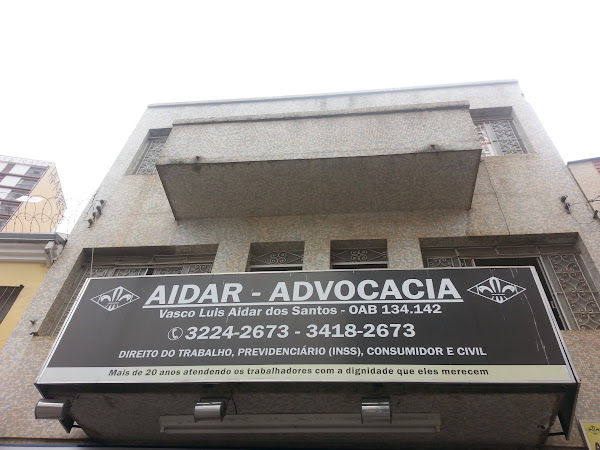 AIDAR - ADVOCACIA
Vasco Luis Aidar dos Santos - OAB 134.142
3224-2673 - 3418-2673
DIREITO DO TRABALHO, PREVIDENCIÁRIO (INSS), CONSUMIDOR E CIVIL
Mais de 20 anos atendendo os trabalhadores com a dignidade que eles merecem